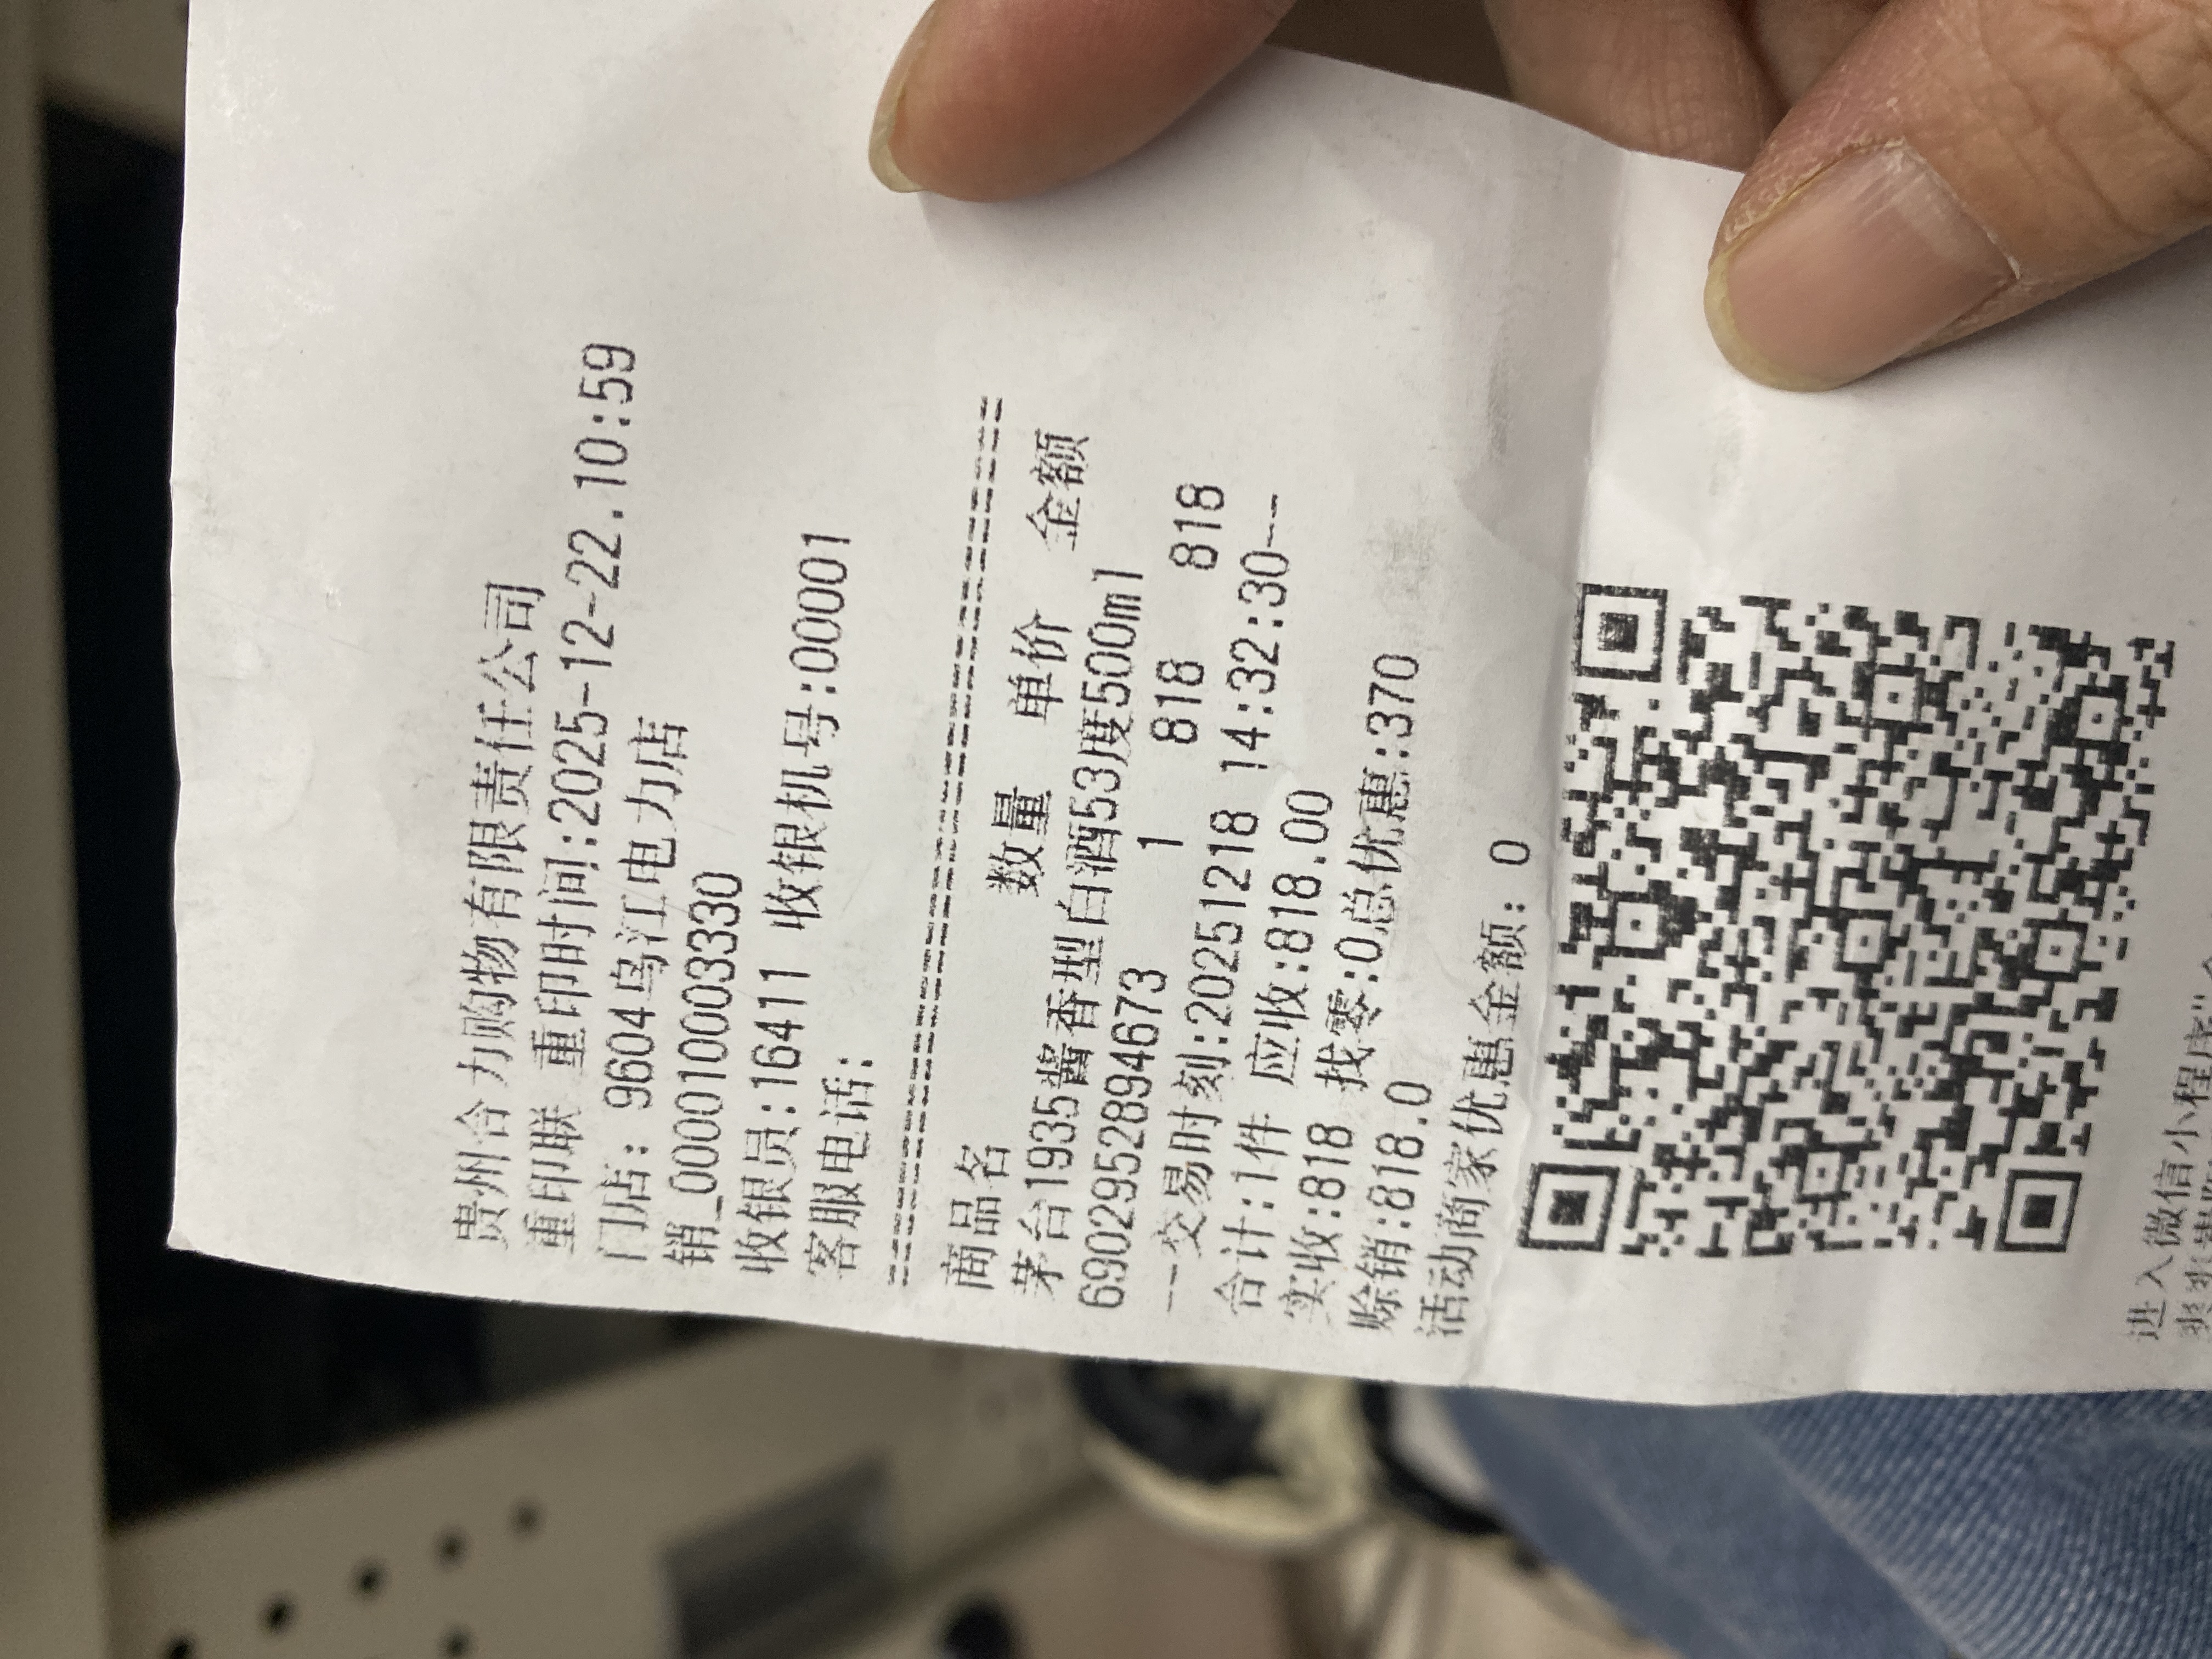 贵州合力购物有限责任公司
重印联 重印时间:2025-12-22.10:59
门店: 9604乌江电力店
销_000010003330
收银员:16411 收银机号:00001
客服电话:
商品名 数量 单价 金额
茅台1935酱香型白酒53度500ml
6902952894673 1 818 818
--交易时刻:20251218 14:32:30--
合计:1件 应收:818.00
实收:818 找零:0总优惠:370
赊销:818.0
活动商家优惠金额: 0
进入微信小程序"